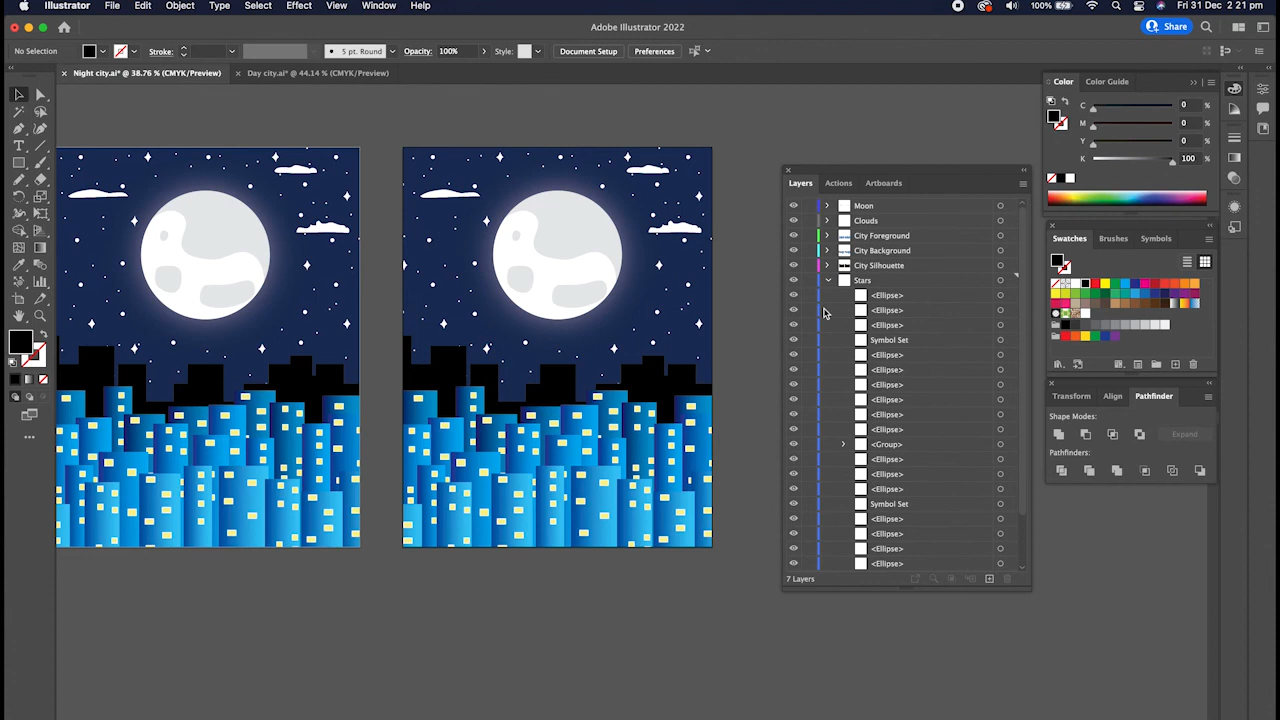 Illustrator File Edit Object Type Select Effect View Window Help 100% Fri 31 Dec 2 21 pm
Adobe Illustrator 2022 Share
No Selection Stroke: 5 pt. Round Opacity: 100% Style: Document Setup Preferences
Night city.ai* @ 38.76 % (CMYK/Preview) Day city.ai* @ 44.14 % (CMYK/Preview)
Color Color Guide
C 0 %
M 0 %
Y 0 %
K 100 %
Layers Actions Artboards
Moon
Clouds
City Foreground
City Background
City Silhouette
Stars
<Ellipse>
<Ellipse>
<Ellipse>
Symbol Set
<Ellipse>
<Ellipse>
<Ellipse>
<Ellipse>
<Ellipse>
<Ellipse>
<Group>
<Ellipse>
<Ellipse>
<Ellipse>
Symbol Set
<Ellipse>
<Ellipse>
<Ellipse>
<Ellipse>
7 Layers
Swatches Brushes Symbols
Transform Align Pathfinder
Shape Modes:
Expand
Pathfinders: